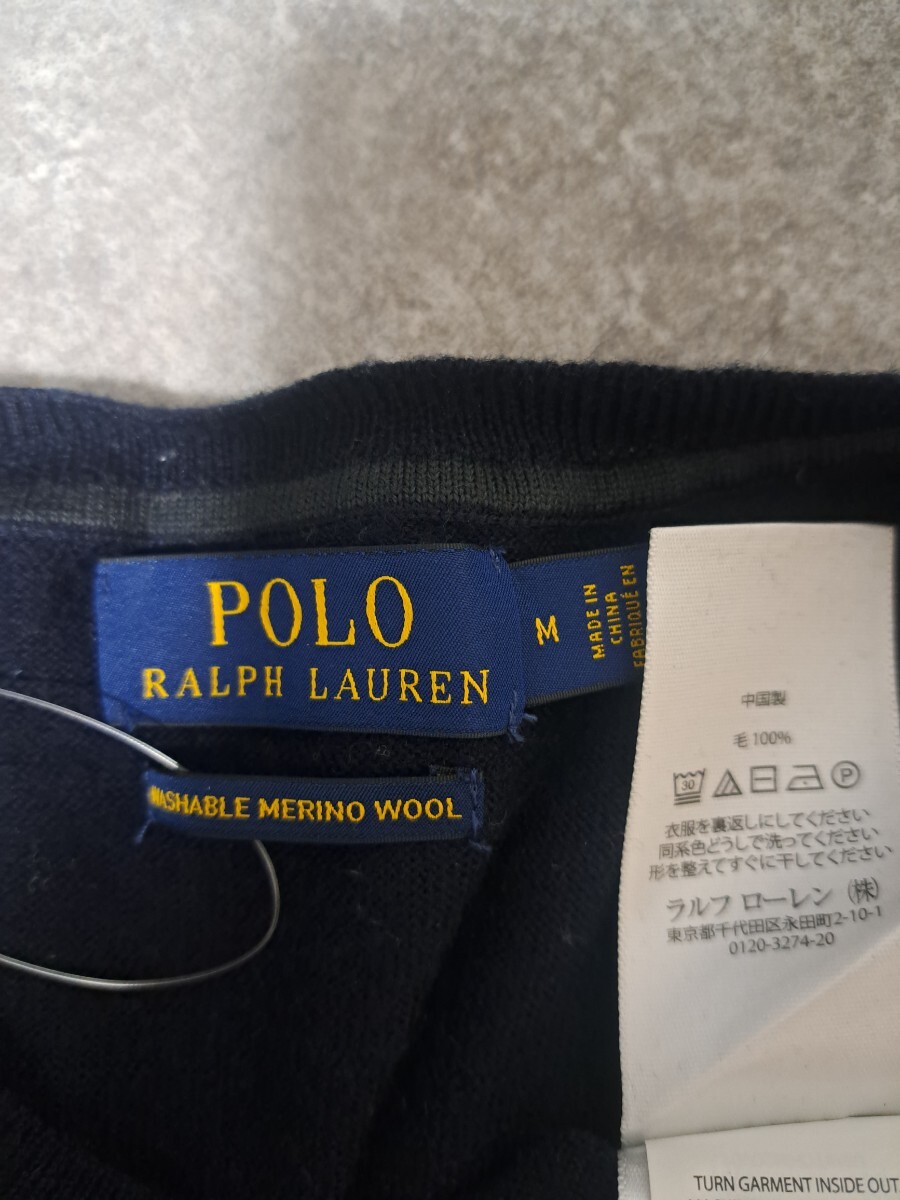 POLO
RALPH LAUREN
M
MADE IN
CHINA
FABRIQUÉ EN
WASHABLE MERINO WOOL
中国製
毛100%
30
P
衣服を裏返しにしてください
同系色どうしで洗ってください
形を整えてすぐに干してください
ラルフ ローレン (株)
東京都千代田区永田町2-10-1
0120-3274-20
TURN GARMENT INSIDE OUT